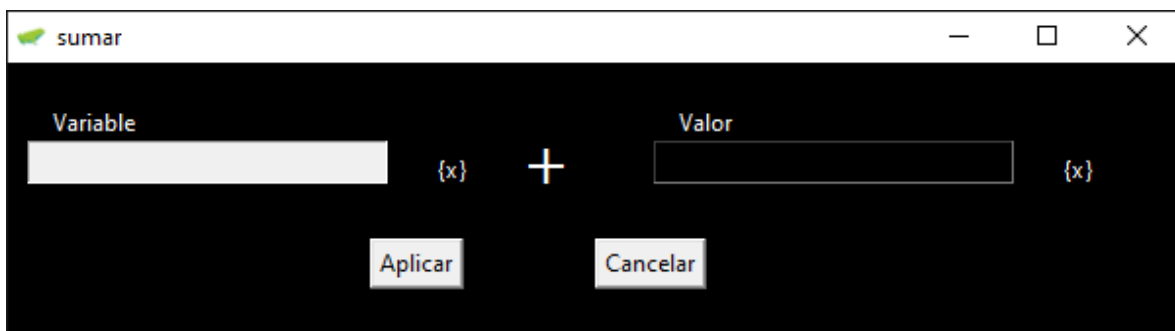 sumar
Variable Valor
{x} + {x}
Aplicar Cancelar